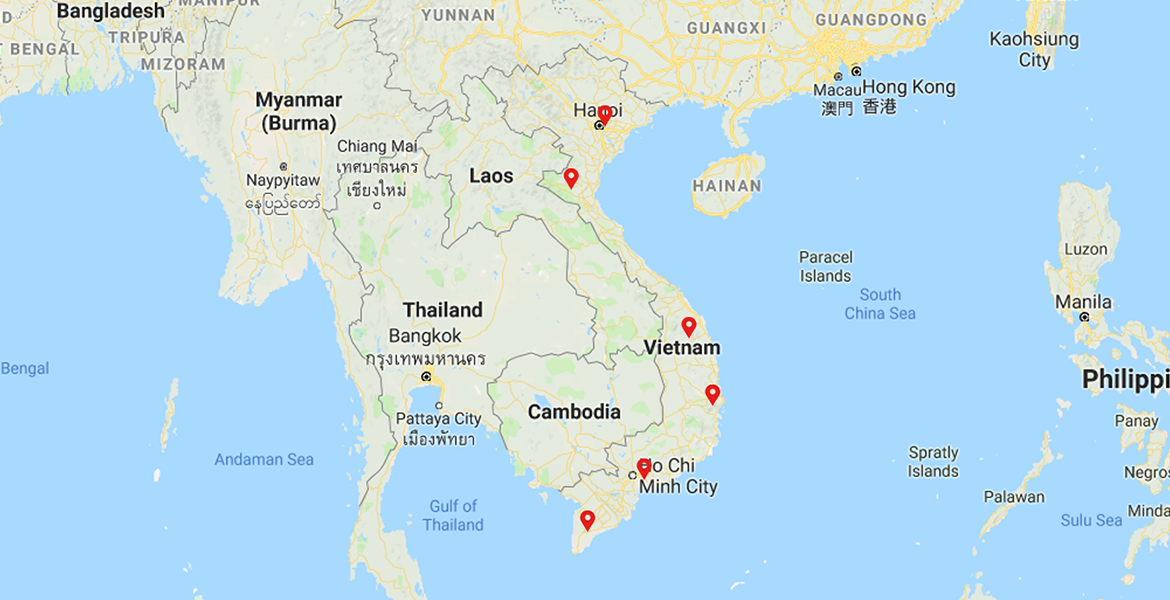 MANIPUR
Bangladesh
YUNNAN
GUANGDONG
GUANGXI
D
TRIPURA
BENGAL
MIZORAM
Kaohsiung
City
Myanmar
(Burma)
Hanoi
Macau
澳門
Hong Kong
香港
Chiang Mai
เทศบาลนคร
เชียงใหม่
Laos
Naypyitaw
နေပြည်တော်
HAINAN
Luzon
Paracel
Islands
South
China Sea
Manila
Thailand
Bangkok
กรุงเทพมหานคร
Vietnam
Bengal
Philippi
Cambodia
Pattaya City
เมืองพัทยา
Panay
Andaman Sea
Ho Chi
Minh City
Spratly
Islands
Negros
Palawan
Gulf of
Thailand
Sulu Sea
Minda